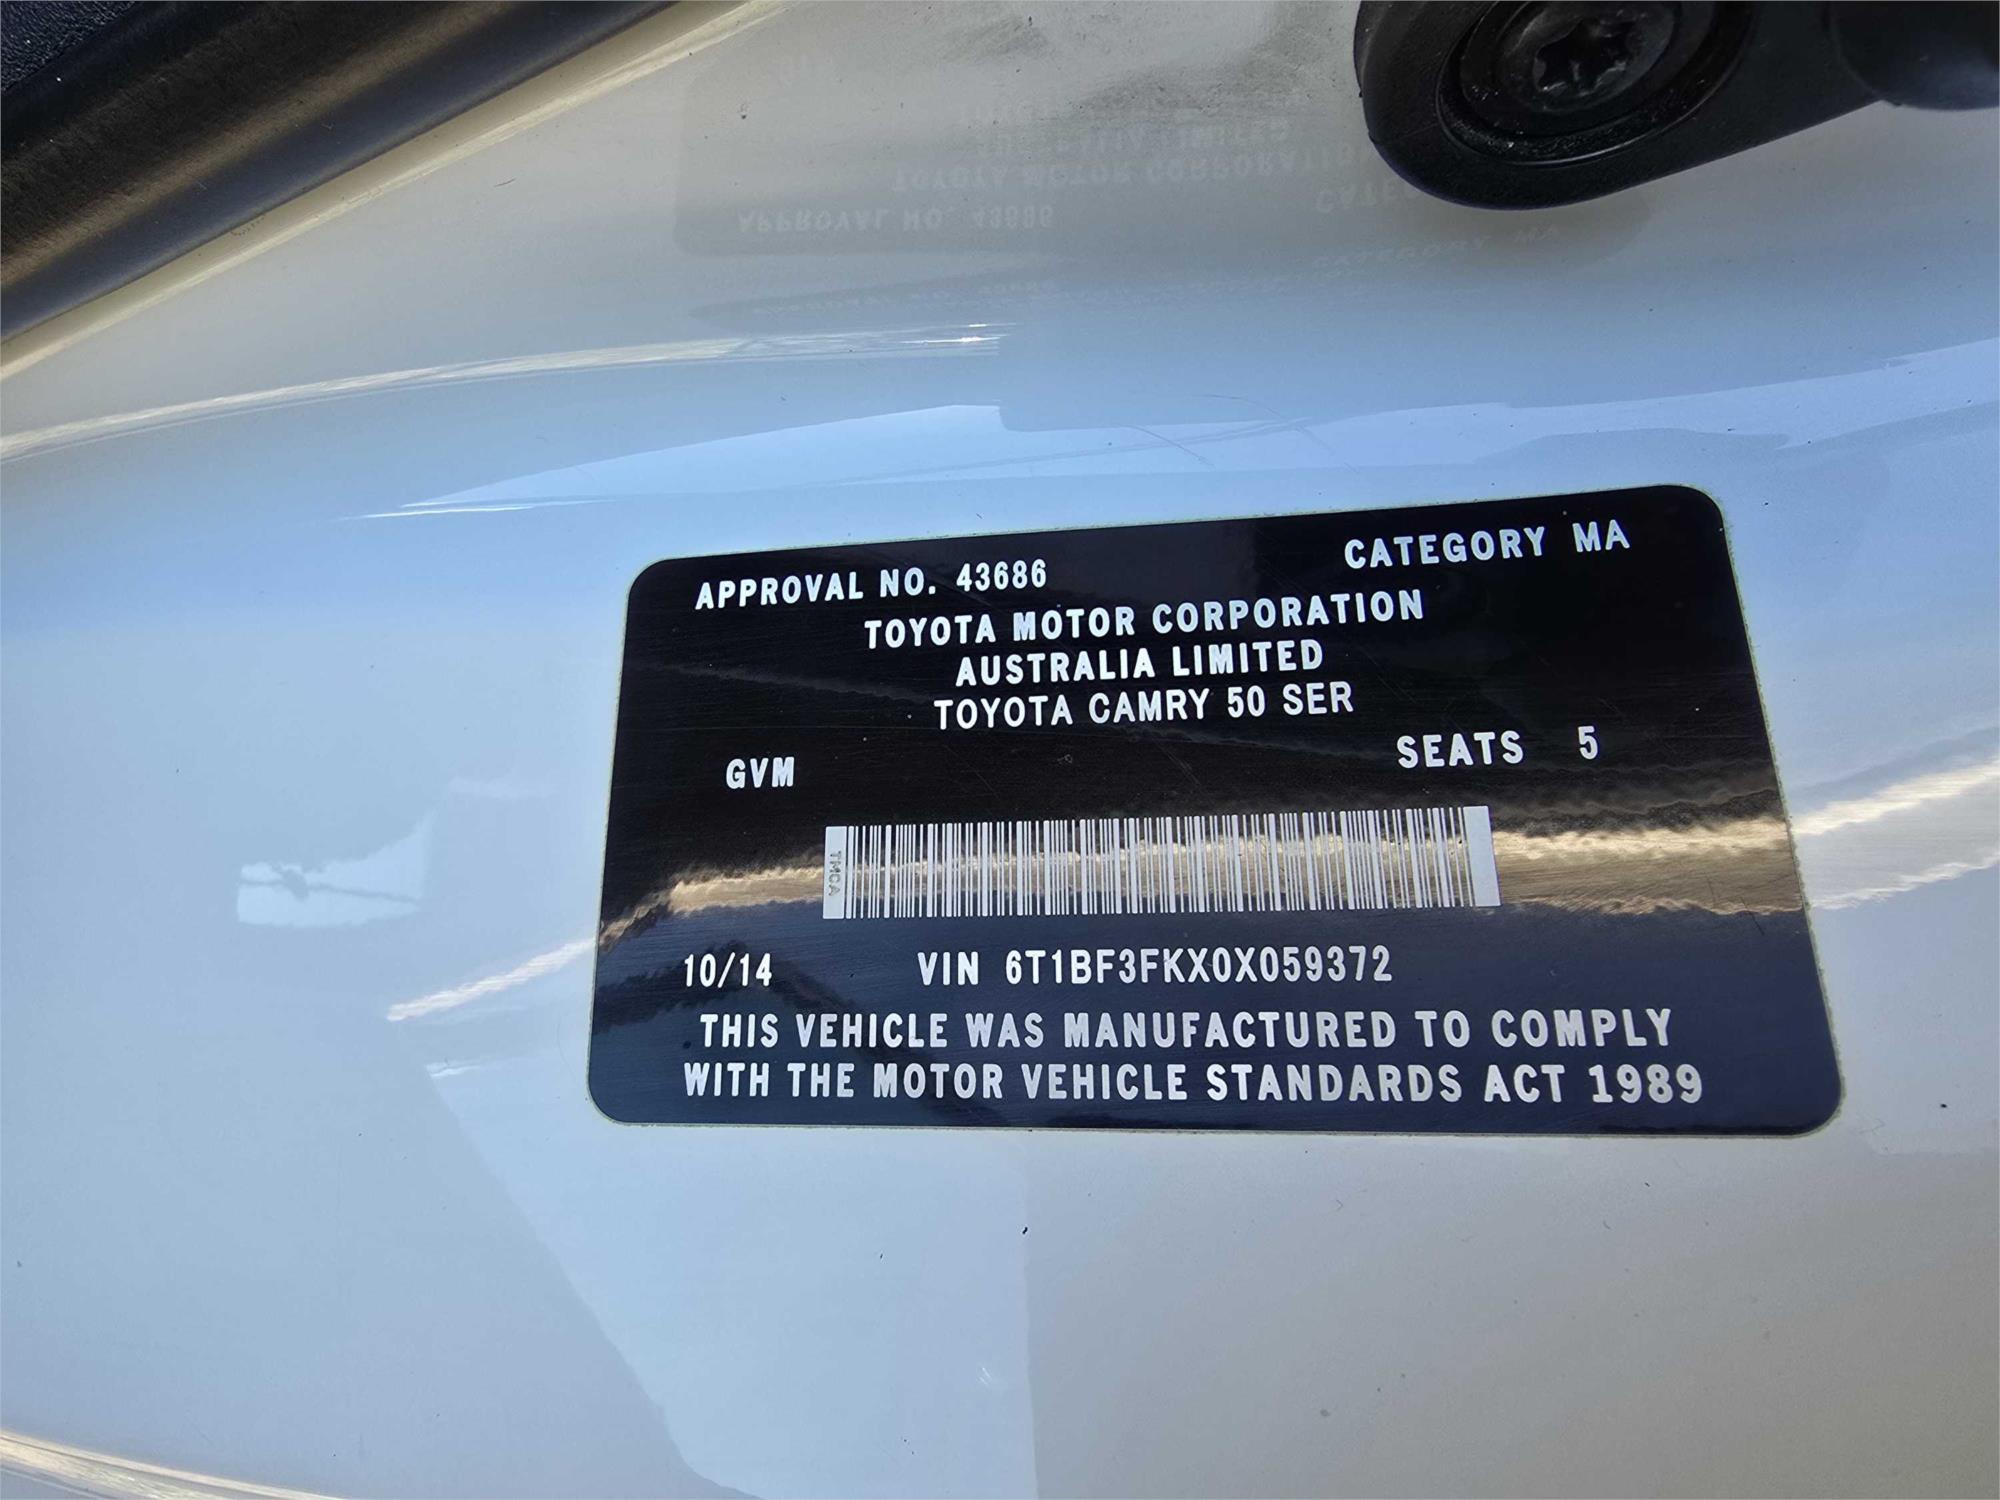 APPROVAL NO. 43686 CATEGORY MA
TOYOTA MOTOR CORPORATION
AUSTRALIA LIMITED
TOYOTA CAMRY 50 SER
GVM SEATS 5
TMCA
10/14 VIN 6T1BF3FKX0X059372
THIS VEHICLE WAS MANUFACTURED TO COMPLY
WITH THE MOTOR VEHICLE STANDARDS ACT 1989